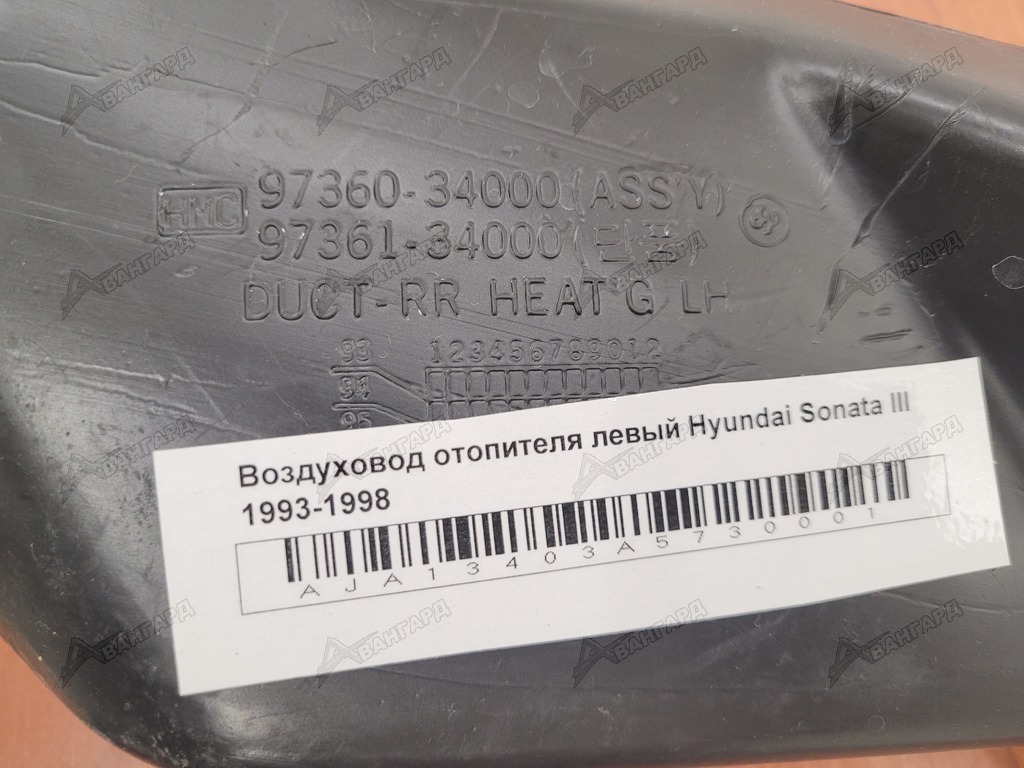 HMC
97360-34000(ASS'Y)
97361-34000(단품)
DUCT-RR HEAT'G LH
93 123456789012
94
95
Воздуховод отопителя левый Hyundai Sonata III
1993-1998
AJA13403A5730001
АВАНГАРД